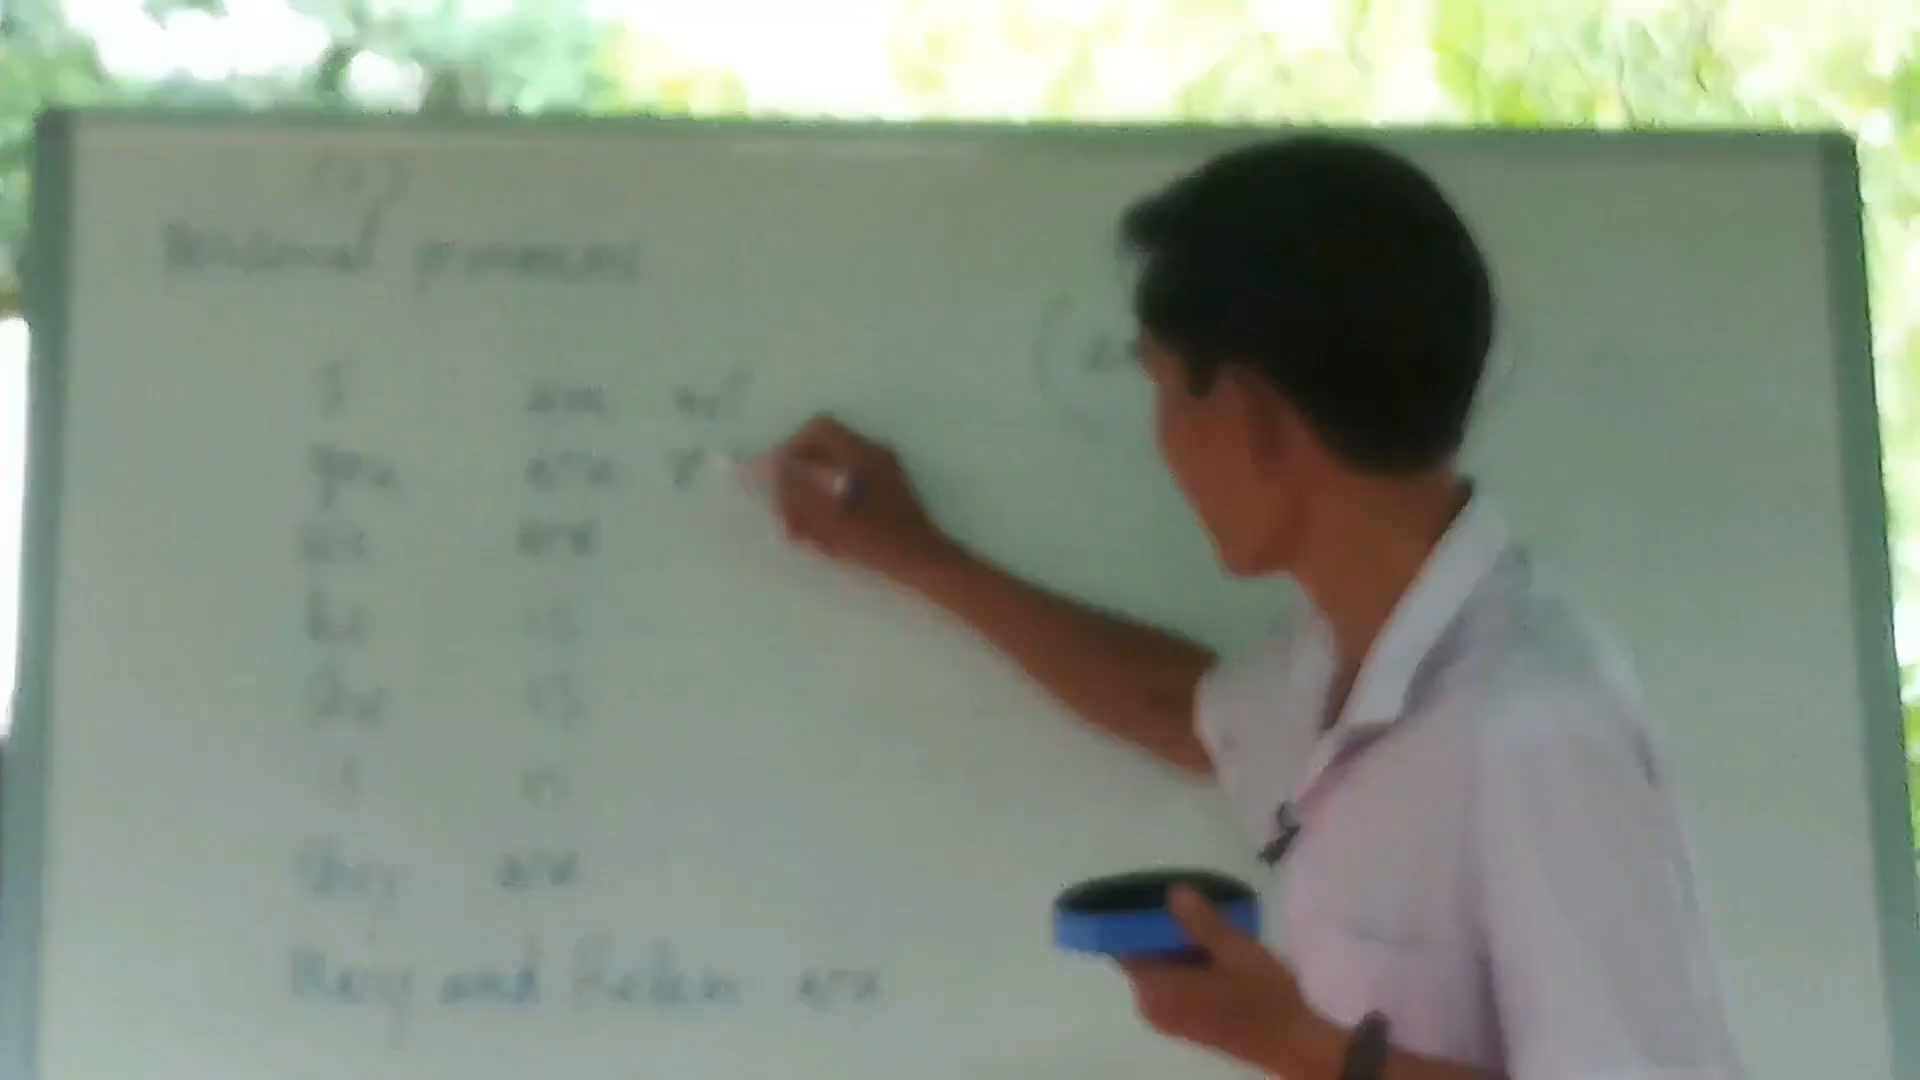 Personal pronouns
I am not
you are
we are
he is
She is
it is
they are
Mary and Helen are